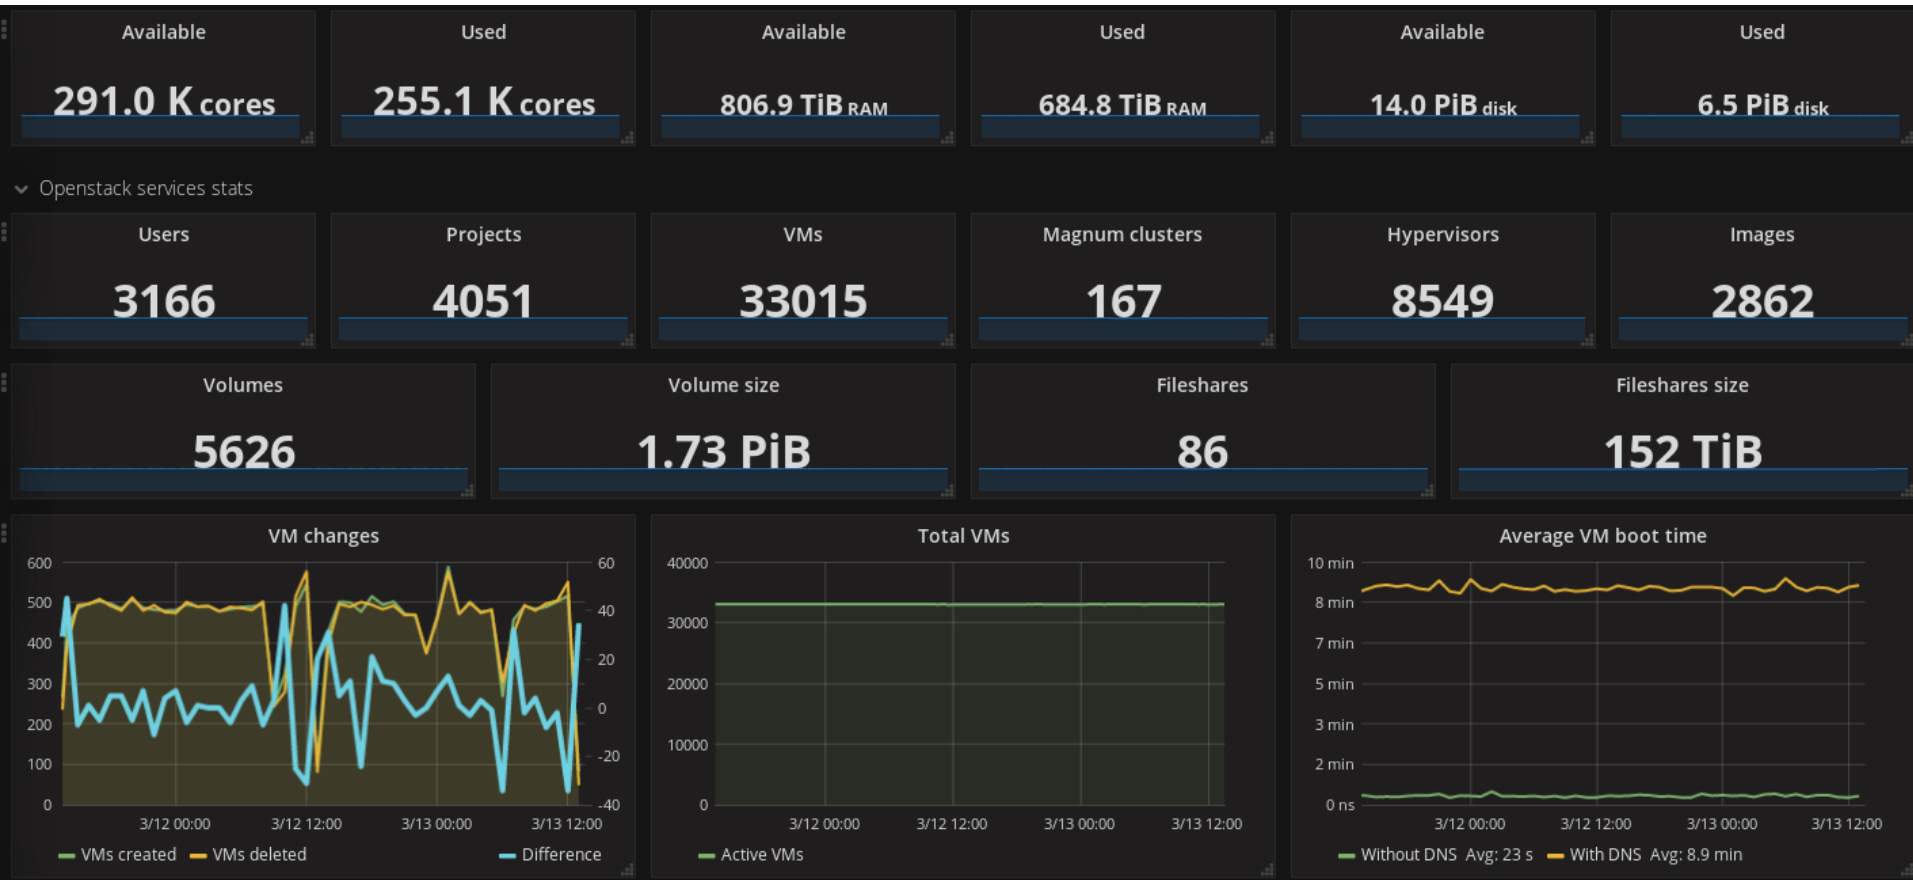 Available Used Available Used Available Used
291.0 K cores 255.1 K cores 806.9 TiB RAM 684.8 TiB RAM 14.0 PiB disk 6.5 PiB disk
Openstack services stats
Users Projects VMs Magnum clusters Hypervisors Images
3166 4051 33015 167 8549 2862
Volumes Volume size Fileshares Fileshares size
5626 1.73 PiB 86 152 TiB
VM changes
600 60
500 40
400
300 20
200 0
100 -20
0 -40
3/12 00:00 3/12 12:00 3/13 00:00 3/13 12:00
VMs created VMs deleted Difference
Total VMs
40000
30000
20000
10000
0
3/12 00:00 3/12 12:00 3/13 00:00 3/13 12:00
Active VMs
Average VM boot time
10 min
8 min
7 min
5 min
3 min
2 min
0 ns
3/12 00:00 3/12 12:00 3/13 00:00 3/13 12:00
Without DNS Avg: 23 s With DNS Avg: 8.9 min